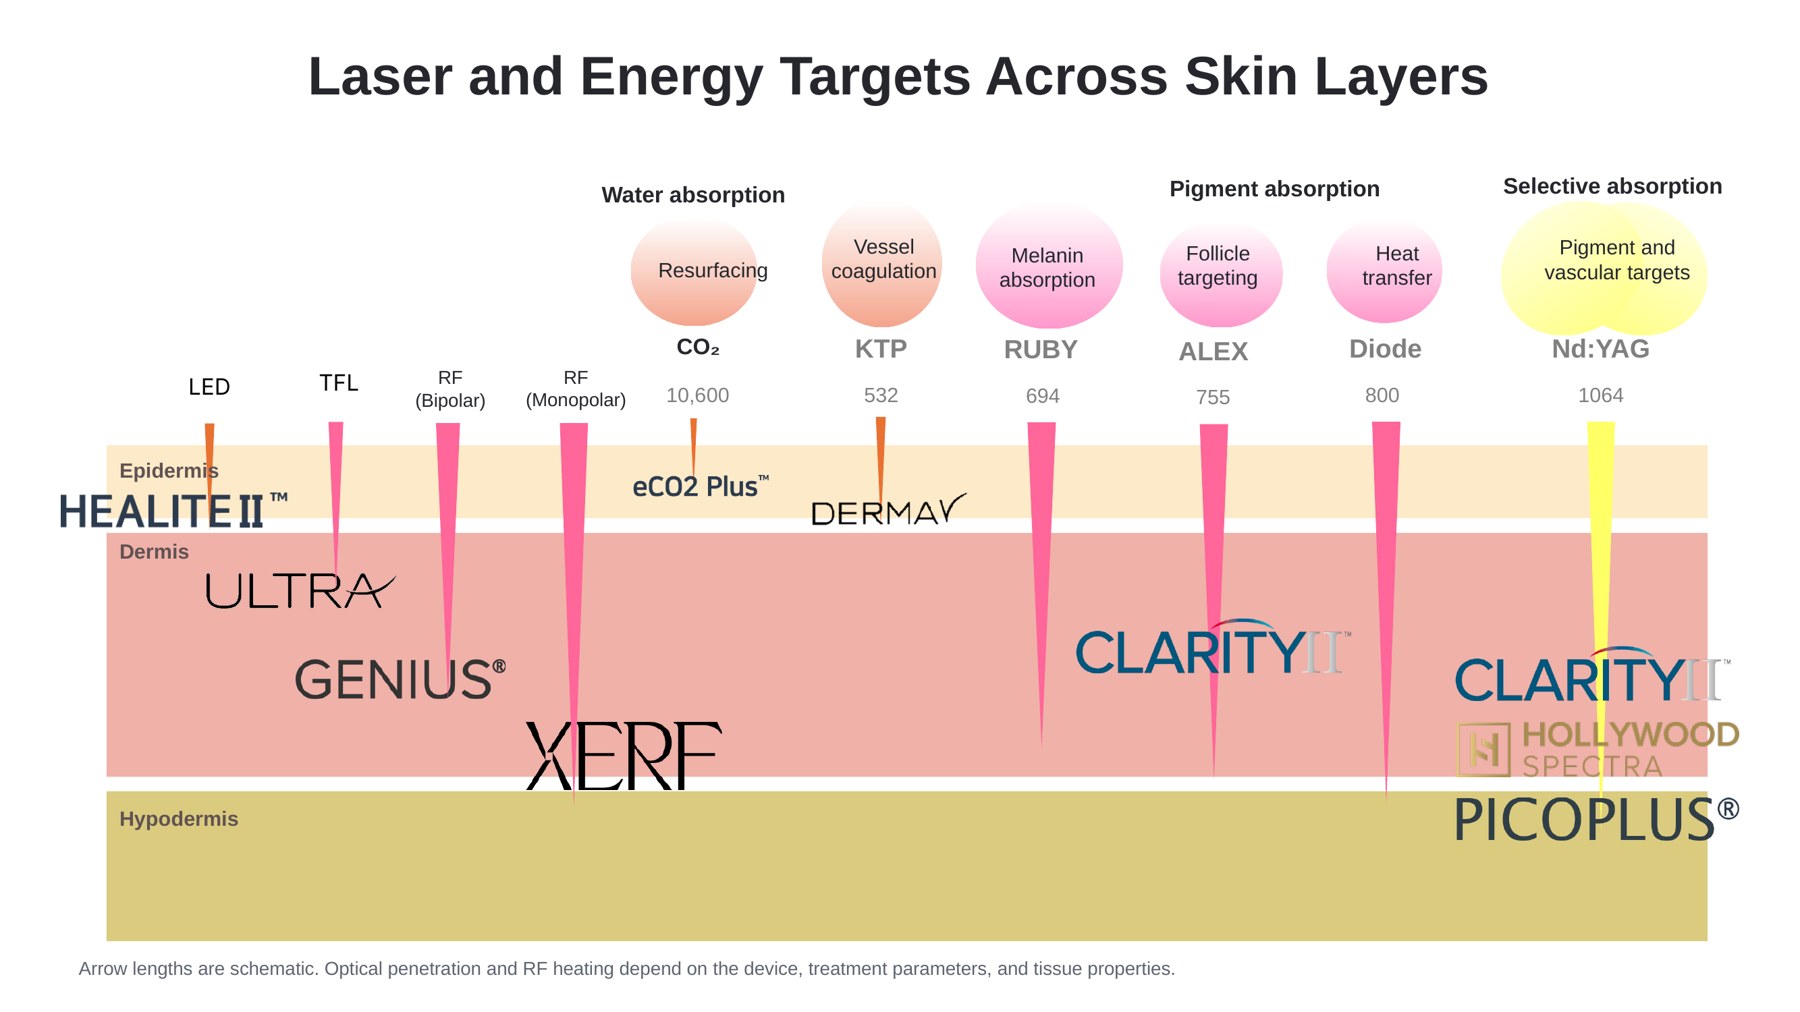 Laser and Energy Targets Across Skin Layers
Water absorption
Pigment absorption
Selective absorption
Resurfacing
Vessel
coagulation
Melanin
absorption
Follicle
targeting
Heat
transfer
Pigment and
vascular targets
LED
TFL
RF
(Bipolar)
RF
(Monopolar)
CO₂
10,600
KTP
532
RUBY
694
ALEX
755
Diode
800
Nd:YAG
1064
Epidermis
HEALITE II™
eCO2 Plus™
DERMAV
Dermis
ULTRA
GENIUS®
XERF
CLARITYII™
CLARITYII™
HOLLYWOOD
SPECTRA
Hypodermis
PICOPLUS®
Arrow lengths are schematic. Optical penetration and RF heating depend on the device, treatment parameters, and tissue properties.